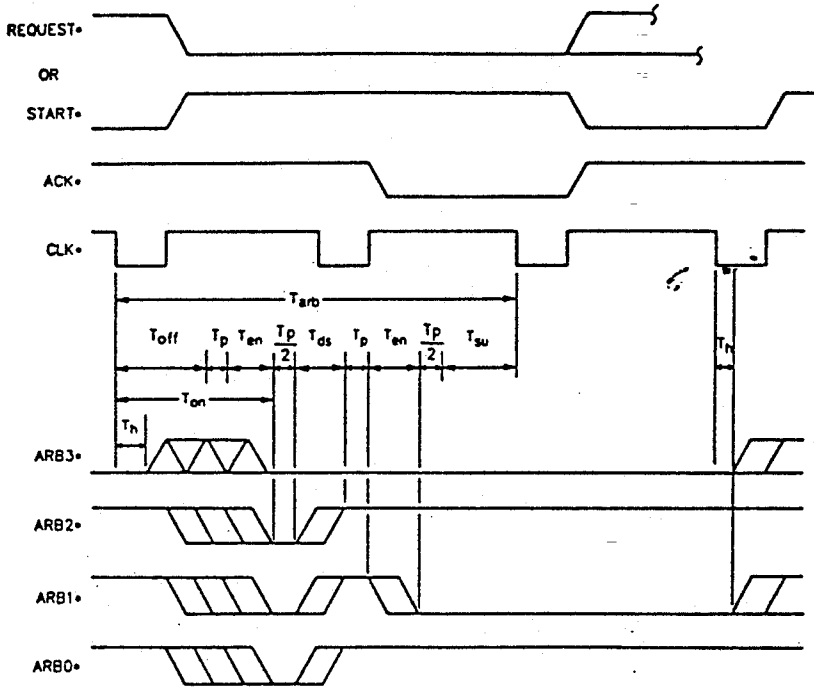 REQUEST*
OR
START*
ACK*
CLK*
Tarb
Toff Tp Ten Tp/2 Tds Tp Ten Tp/2 Tsu
Th
Ton
Th
ARB3*
ARB2*
ARB1*
ARB0*